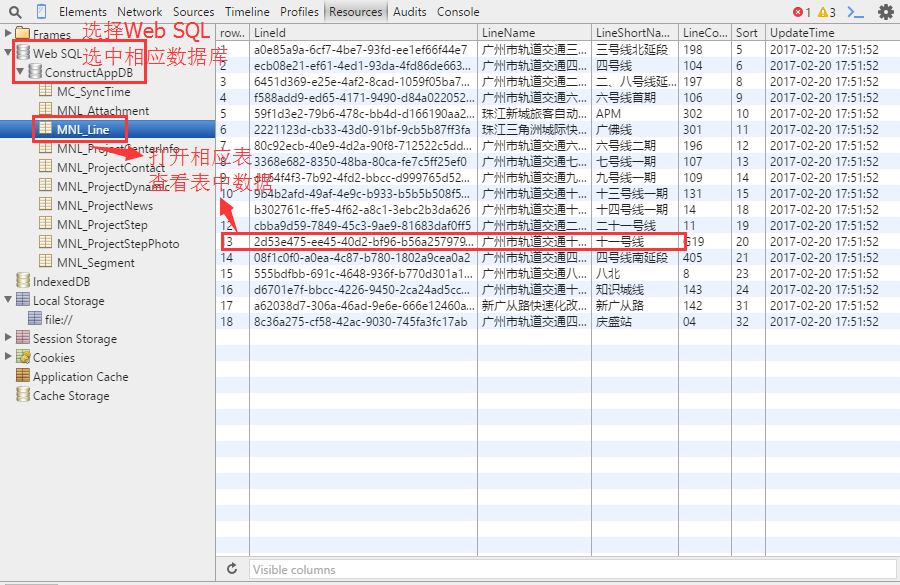 Elements Network Sources Timeline Profiles Resources Audits Console 1 3
Frames
Web SQL
ConstructAppDB
MC_SyncTime
MNL_Attachment
MNL_Line
MNL_ProjectCenterInfo
MNL_ProjectContact
MNL_ProjectDynamic
MNL_ProjectNews
MNL_ProjectStep
MNL_ProjectStepPhoto
MNL_Segment
IndexedDB
Local Storage
file://
Session Storage
Cookies
Application Cache
Cache Storage
选择Web SQL
选中相应数据库
打开相应表
查看表中数据
row... LineId LineName LineShortNa... LineCo... Sort UpdateTime
1 a0e85a9a-6cf7-4be7-93fd-ee1ef66f44e7 广州市轨道交通三... 三号线北延段 198 5 2017-02-20 17:51:52
2 ecb08e21-ef61-4ed1-93da-4fd86de663... 广州市轨道交通四... 四号线 104 6 2017-02-20 17:51:52
3 6451d369-e25e-4af2-8cad-1059f05ba7... 广州市轨道交通二... 二、八号线延... 197 8 2017-02-20 17:51:52
4 f588add9-ed65-4171-9490-d84a022052... 广州市轨道交通六... 六号线首期 106 9 2017-02-20 17:51:52
5 59f1d3e2-79b6-478c-bb4d-d166190aa2... 珠江新城旅客自动... APM 302 10 2017-02-20 17:51:52
6 2221123d-cb33-43d0-91bf-9cb5b87ff3fa 珠江三角洲城际快... 广佛线 301 11 2017-02-20 17:51:52
7 80c92ecb-40e9-4d2a-90f8-712522c5dd... 广州市轨道交通六... 六号线二期 196 12 2017-02-20 17:51:52
8 3368e682-8350-48ba-80ca-fe7c5ff25ef0 广州市轨道交通七... 七号线一期 107 13 2017-02-20 17:51:52
9 4f3-7b92-4fd2-bbcc-d999765d52... 广州市轨道交通九... 九号线一期 109 14 2017-02-20 17:51:52
10 9b4b2afd-49af-4e9c-b933-b5b5b508f5... 广州市轨道交通十... 十三号线一期 131 15 2017-02-20 17:51:52
b302761c-ffe5-4f62-a8c1-3ebc2b3da626 广州市轨道交通十... 十四号线一期 14 18 2017-02-20 17:51:52
12 cbba9d59-7849-45c3-9ae9-81683daf0ff5 广州市轨道交通二... 二十一号线 11 19 2017-02-20 17:51:52
13 2d53e475-ee45-40d2-bf96-b56a257979... 广州市轨道交通十... 十一号线 G19 20 2017-02-20 17:51:52
14 08f1c0f0-a0ea-4c87-b780-1802a9cea0a2 广州市轨道交通四... 四号线南延段 405 21 2017-02-20 17:51:52
15 555bdfbb-691c-4648-936f-b770d301a1... 广州市轨道交通八... 八北 8 23 2017-02-20 17:51:52
16 d6701e7f-bbcc-4226-9450-2ca24ad5cc... 广州市轨道交通十... 知识城线 143 24 2017-02-20 17:51:52
17 a62038d7-306a-46ad-9e6e-666e12460a... 新广从路快速化改... 新广从路 142 31 2017-02-20 17:51:52
18 8c36a275-cf58-42ac-9030-745fa3fc17ab 广州市轨道交通四... 庆盛站 04 32 2017-02-20 17:51:52
Visible columns